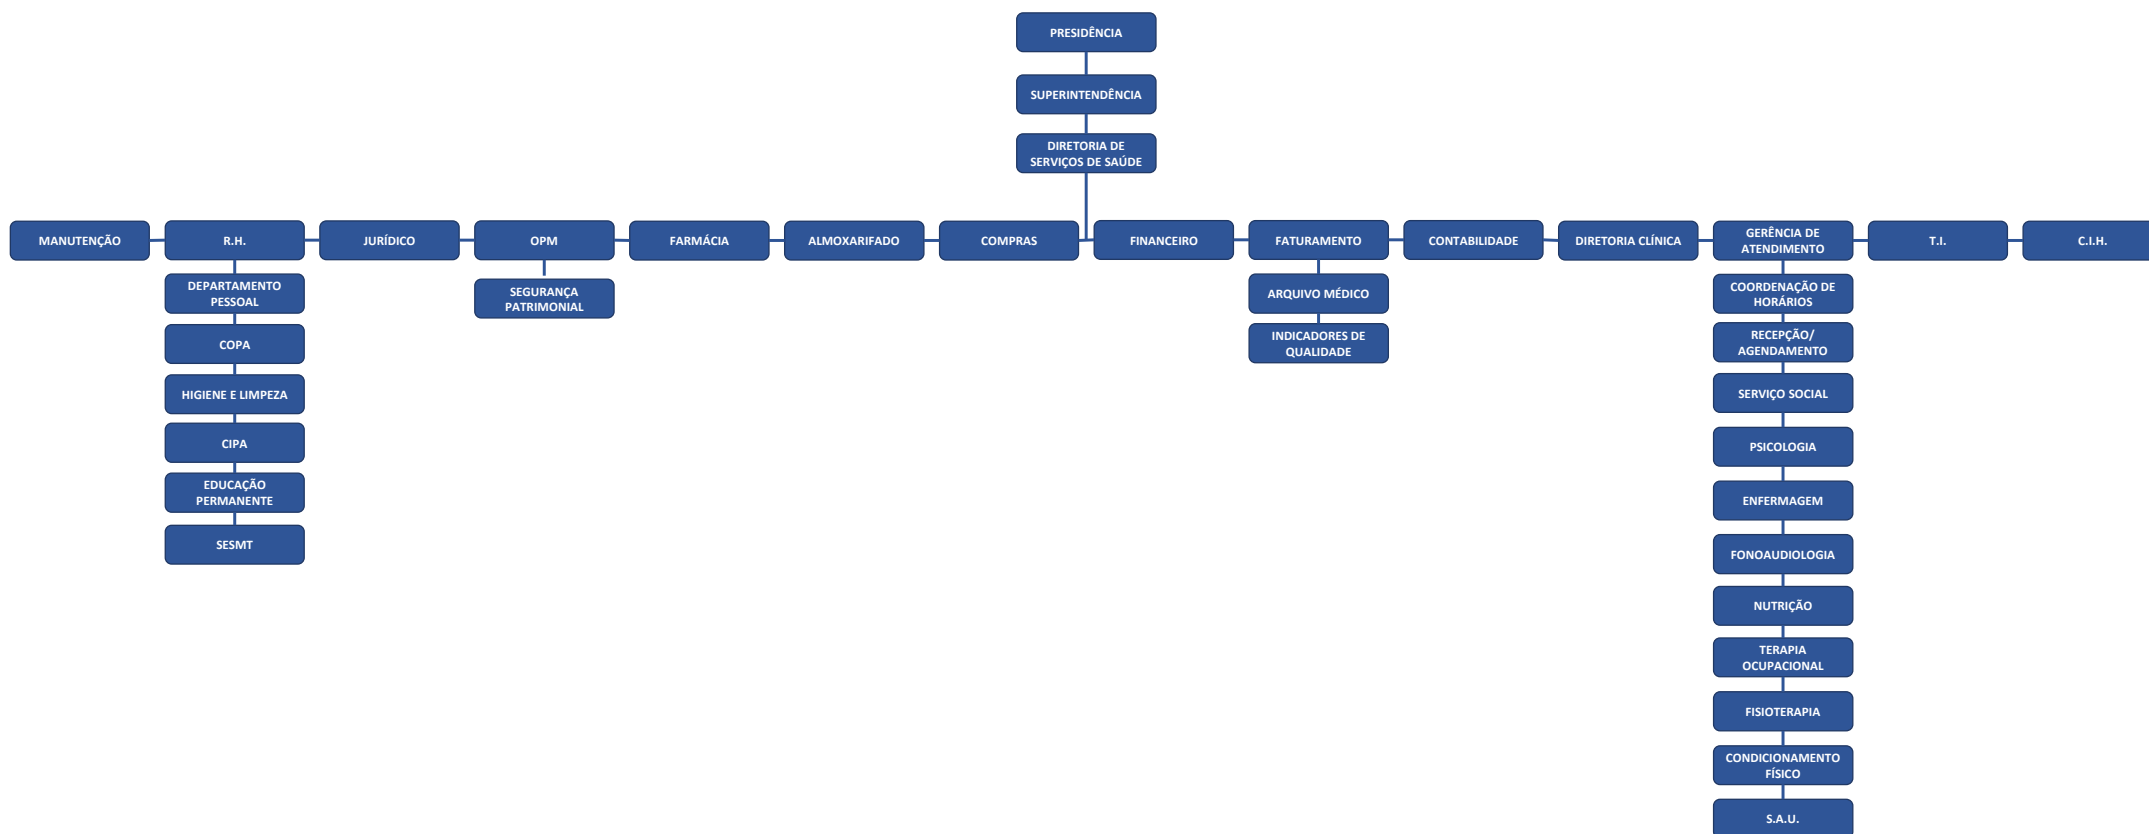 PRESIDÊNCIA
SUPERINTENDÊNCIA
DIRETORIA DE
SERVIÇOS DE SAÚDE
MANUTENÇÃO
R.H.
JURÍDICO
OPM
FARMÁCIA
ALMOXARIFADO
COMPRAS
FINANCEIRO
FATURAMENTO
CONTABILIDADE
DIRETORIA CLÍNICA
GERÊNCIA DE
ATENDIMENTO
T.I.
C.I.H.
DEPARTAMENTO
PESSOAL
COPA
HIGIENE E LIMPEZA
CIPA
EDUCAÇÃO
PERMANENTE
SESMT
SEGURANÇA
PATRIMONIAL
ARQUIVO MÉDICO
INDICADORES DE
QUALIDADE
COORDENAÇÃO DE
HORÁRIOS
RECEPÇÃO/
AGENDAMENTO
SERVIÇO SOCIAL
PSICOLOGIA
ENFERMAGEM
FONOAUDIOLOGIA
NUTRIÇÃO
TERAPIA
OCUPACIONAL
FISIOTERAPIA
CONDICIONAMENTO
FÍSICO
S.A.U.